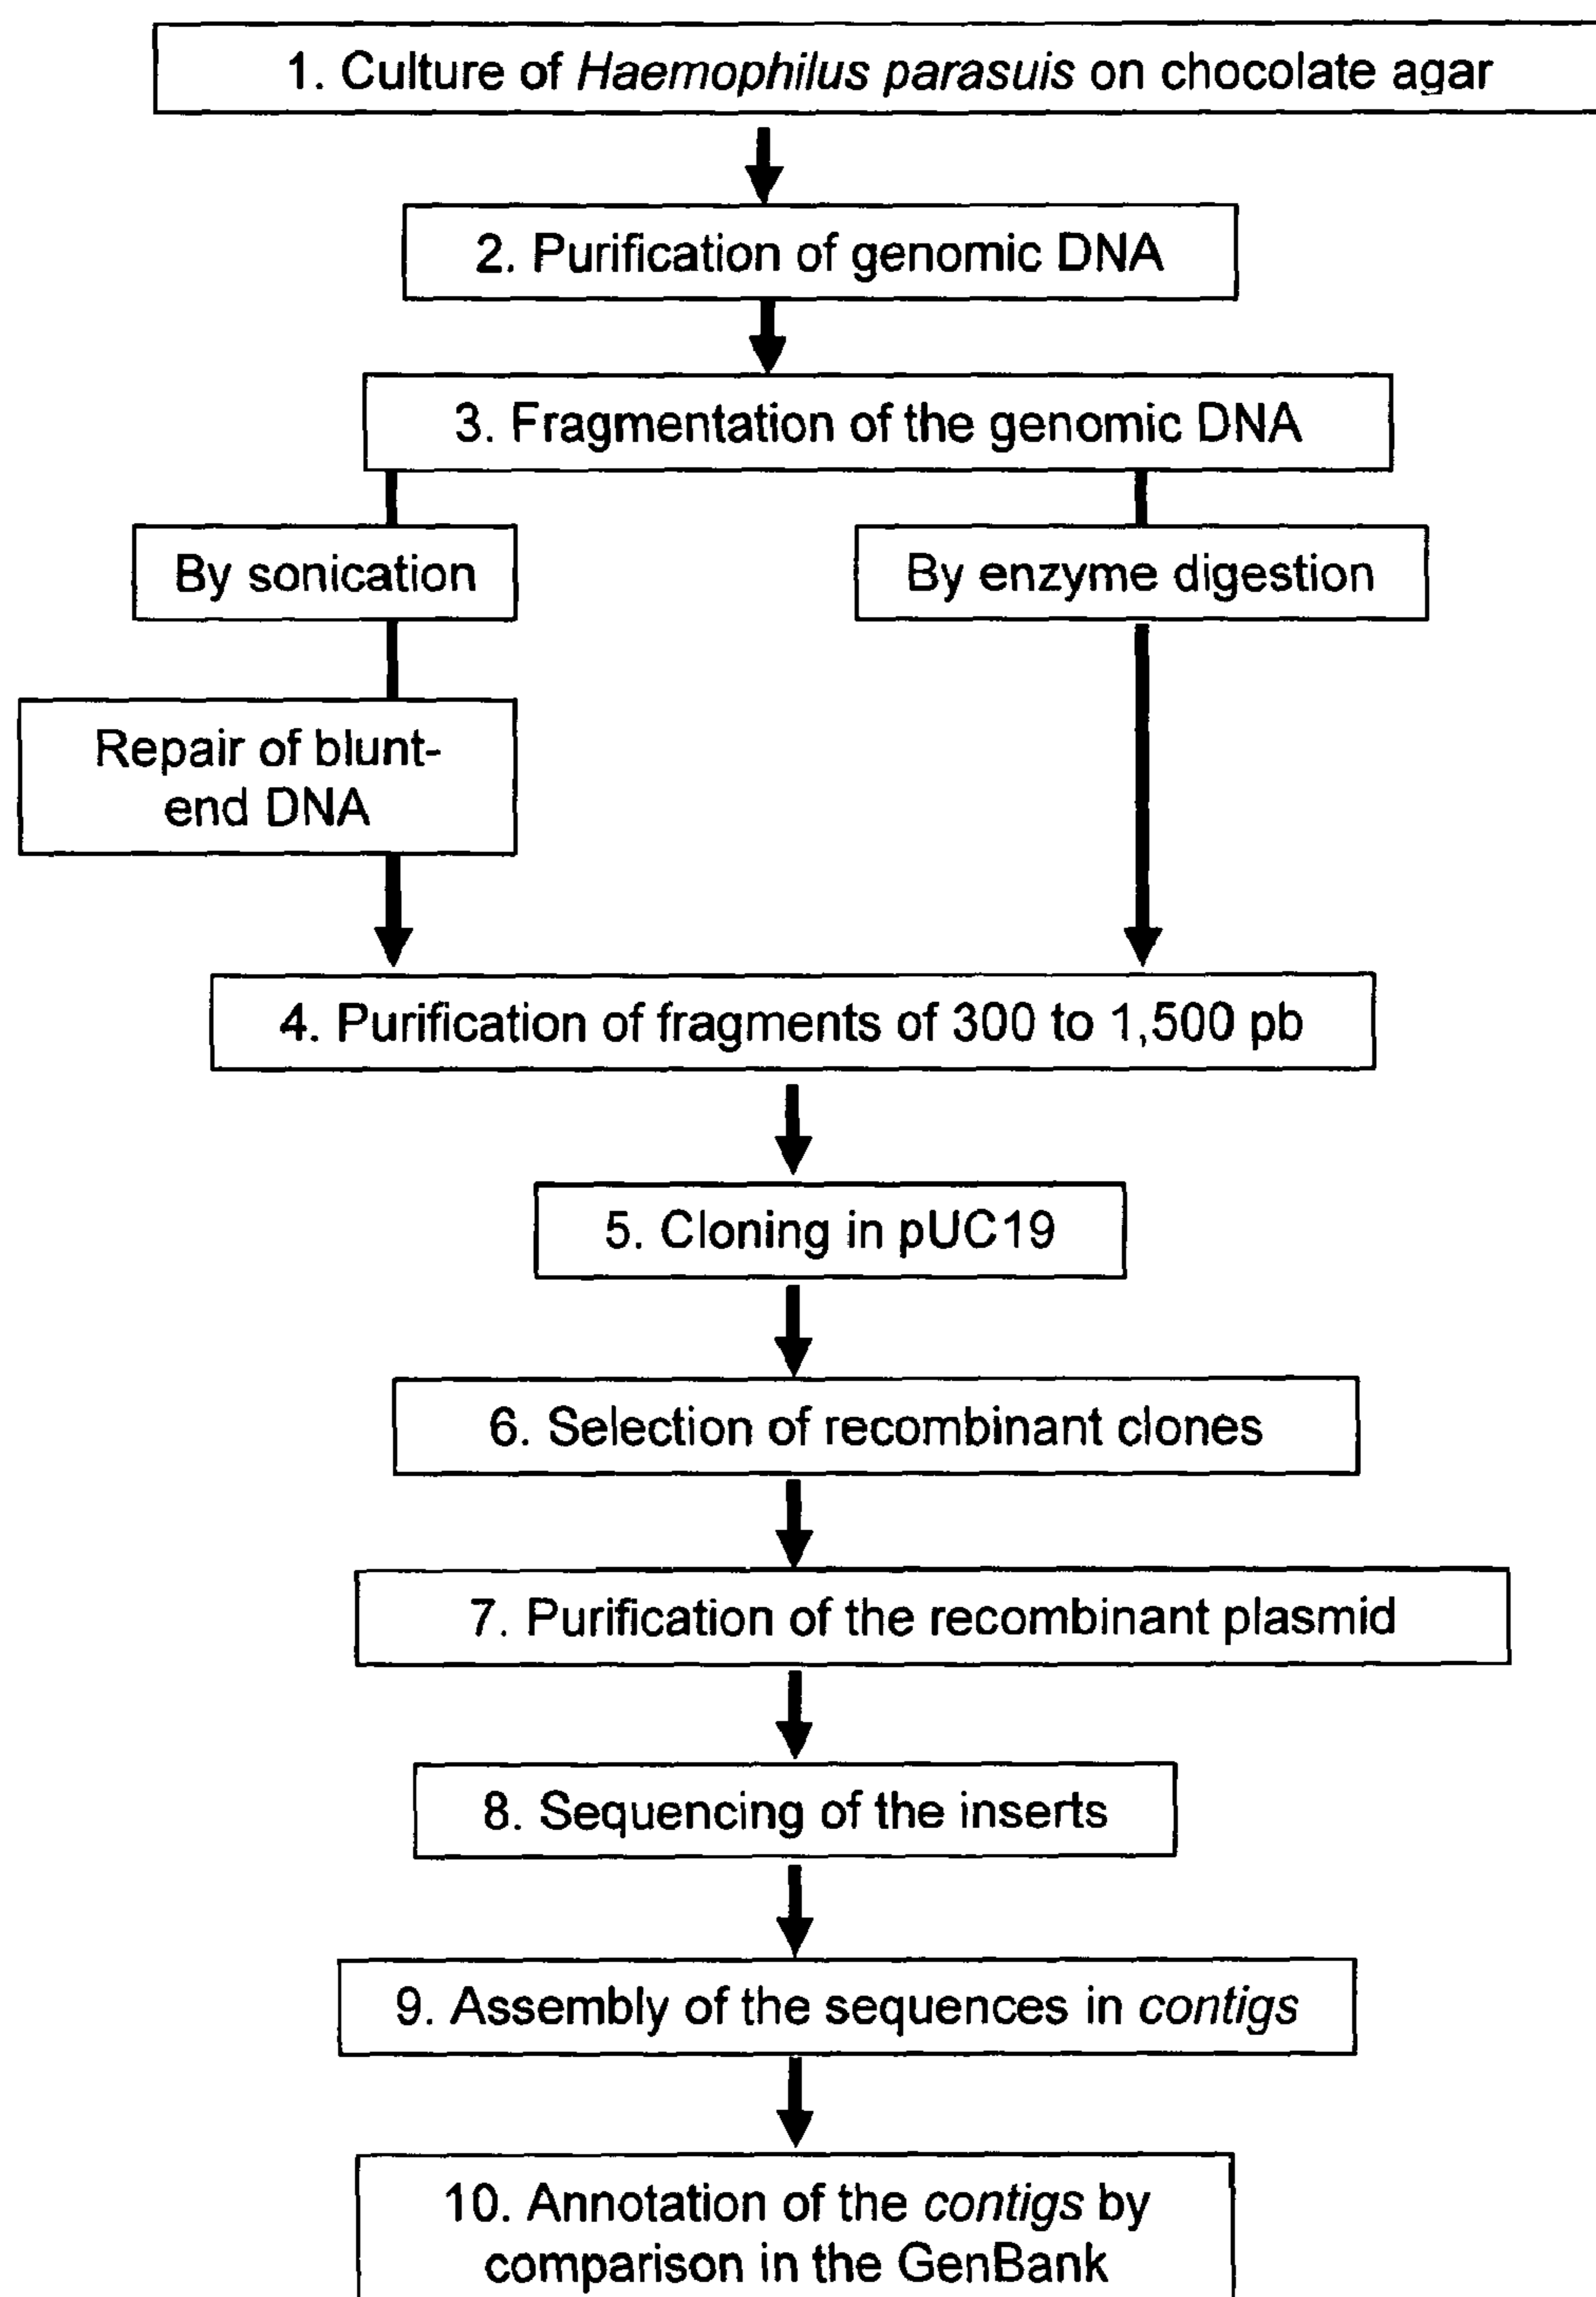 1. Culture of Haemophilus parasuis on chocolate agar
2. Purification of genomic DNA
3. Fragmentation of the genomic DNA
By sonication
By enzyme digestion
Repair of blunt-
end DNA
4. Purification of fragments of 300 to 1,500 pb
5. Cloning in pUC19
6. Selection of recombinant clones
7. Purification of the recombinant plasmid
8. Sequencing of the inserts
9. Assembly of the sequences in contigs
10. Annotation of the contigs by
comparison in the GenBank